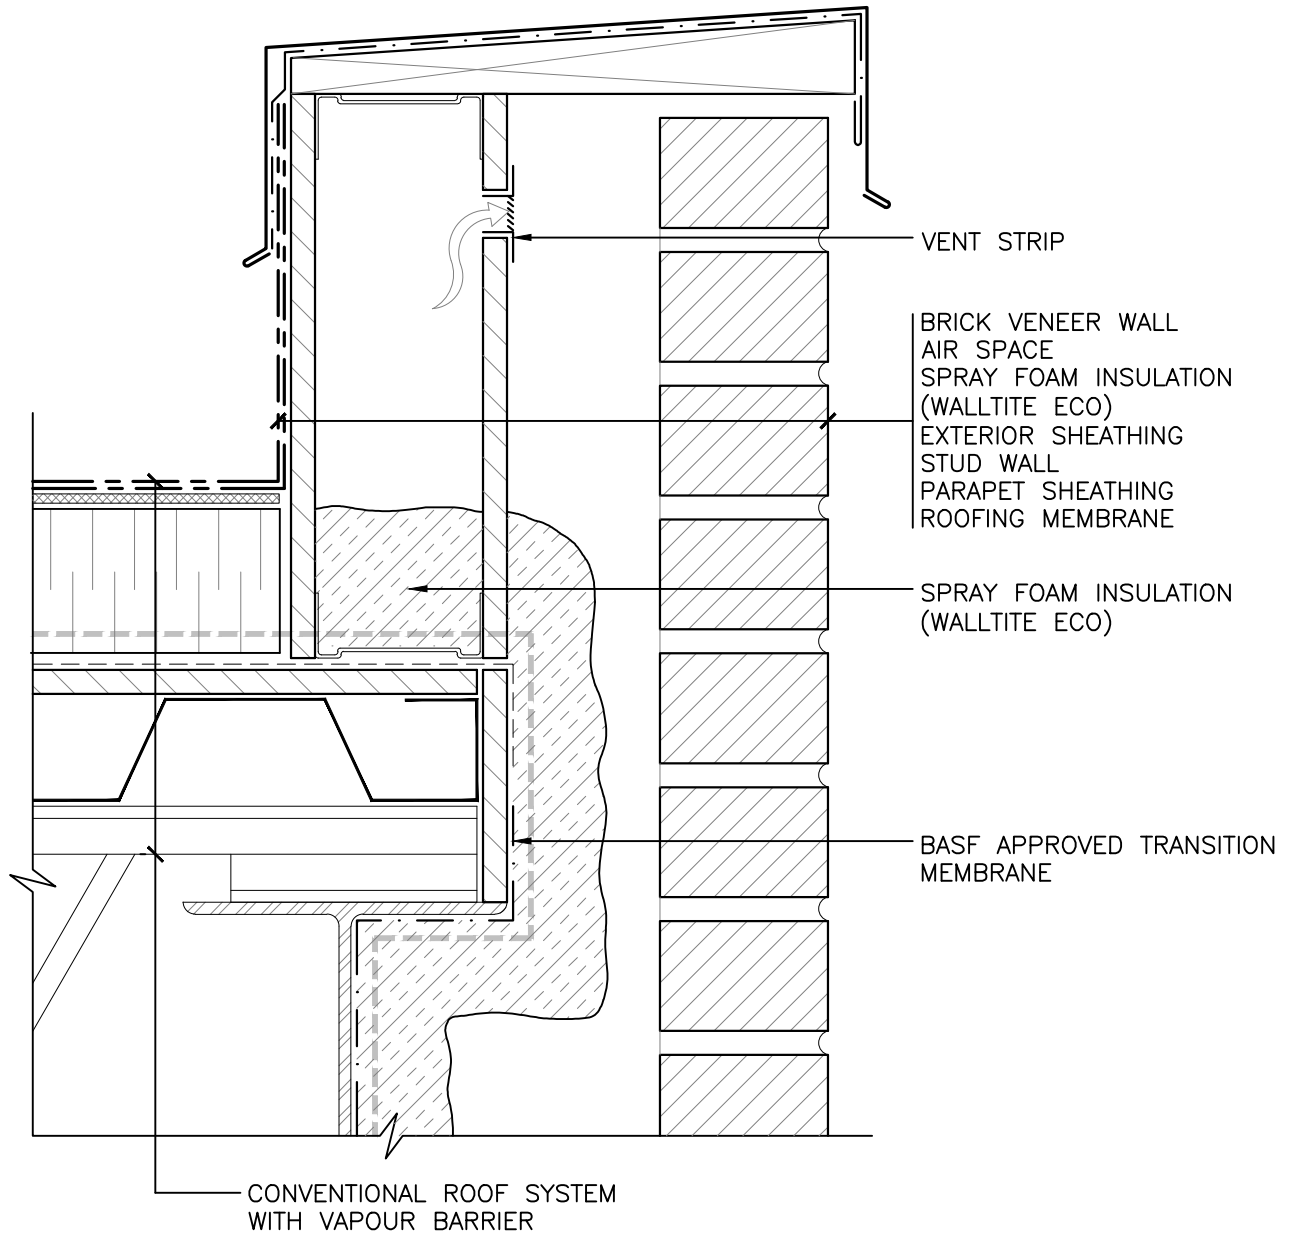 VENT STRIP
BRICK VENEER WALL
AIR SPACE
SPRAY FOAM INSULATION
(WALLTITE ECO)
EXTERIOR SHEATHING
STUD WALL
PARAPET SHEATHING
ROOFING MEMBRANE
SPRAY FOAM INSULATION
(WALLTITE ECO)
BASF APPROVED TRANSITION
MEMBRANE
CONVENTIONAL ROOF SYSTEM
WITH VAPOUR BARRIER